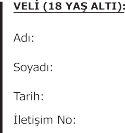 VELİ (18 YAŞ ALTI):
Adı:
Soyadı:
Tarih:
İletişim No: